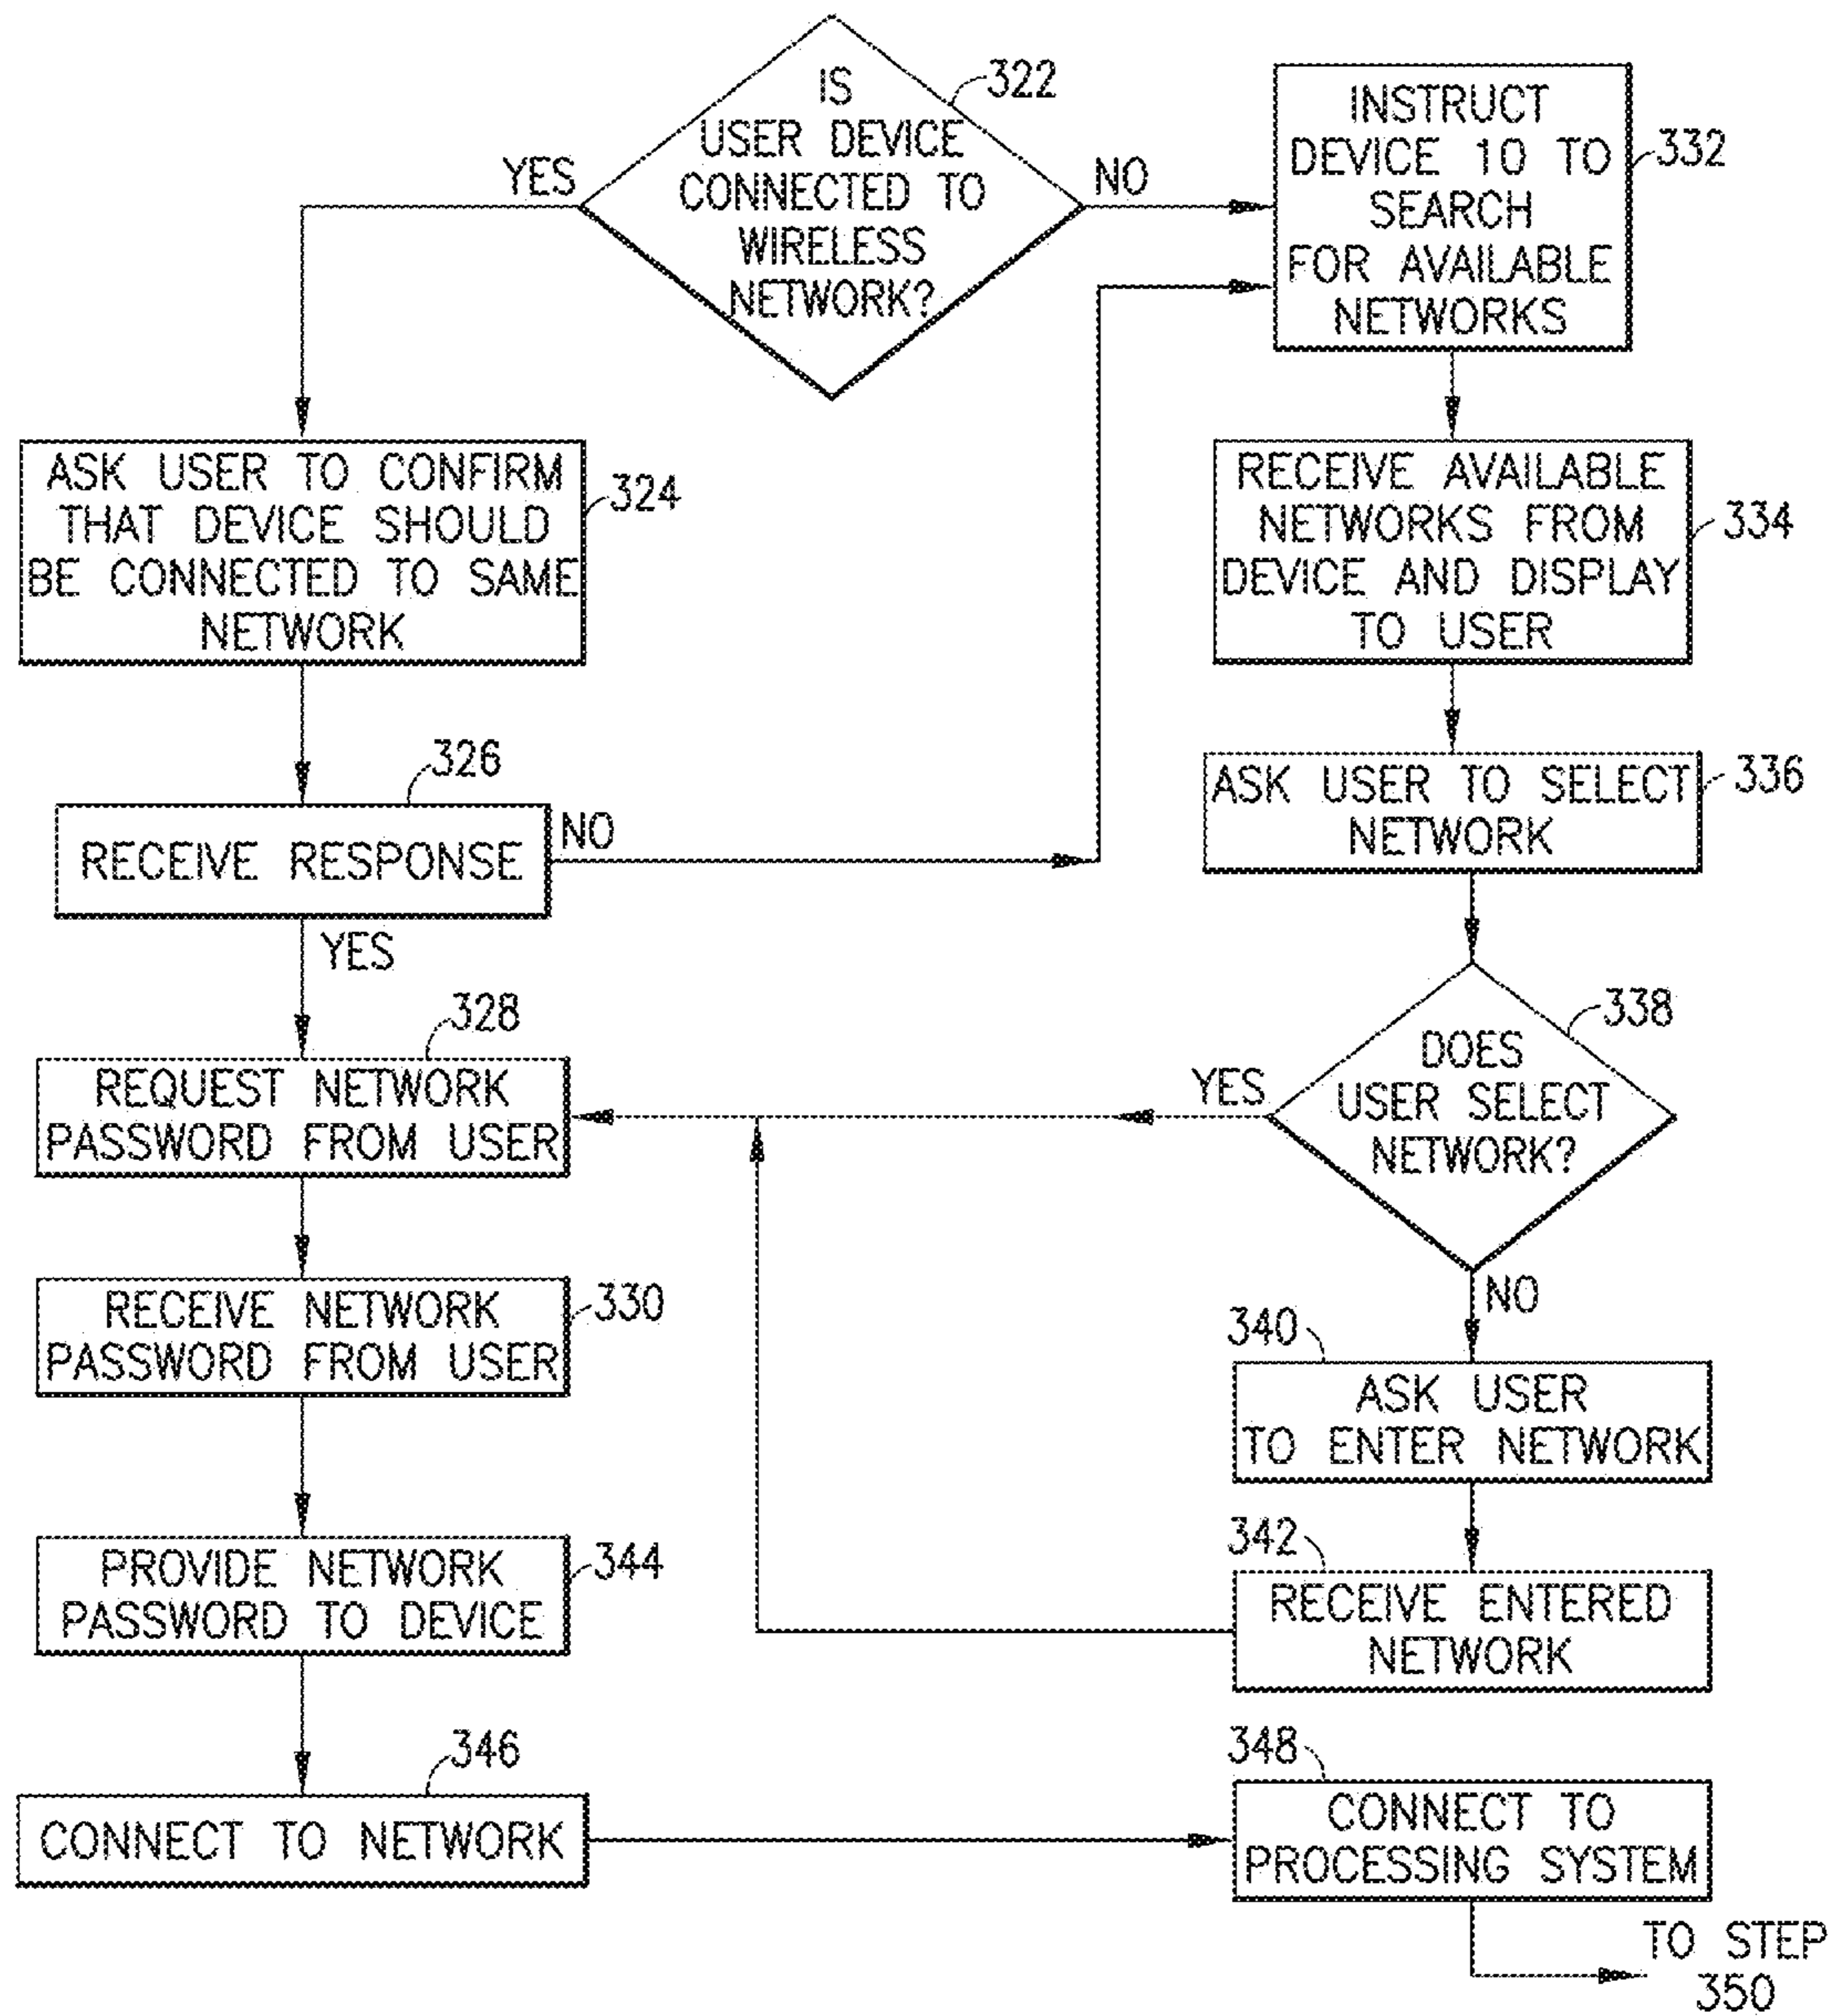 IS
USER DEVICE
CONNECTED TO
WIRELESS
NETWORK?
322
YES
NO
INSTRUCT
DEVICE 10 TO
SEARCH
FOR AVAILABLE
NETWORKS
332
ASK USER TO CONFIRM
THAT DEVICE SHOULD
BE CONNECTED TO SAME
NETWORK
324
RECEIVE AVAILABLE
NETWORKS FROM
DEVICE AND DISPLAY
TO USER
334
326
RECEIVE RESPONSE
NO
YES
ASK USER TO SELECT
NETWORK
336
328
REQUEST NETWORK
PASSWORD FROM USER
338
DOES
USER SELECT
NETWORK?
YES
NO
RECEIVE NETWORK
PASSWORD FROM USER
330
340
ASK USER
TO ENTER NETWORK
PROVIDE NETWORK
PASSWORD TO DEVICE
344
342
RECEIVE ENTERED
NETWORK
346
CONNECT TO NETWORK
348
CONNECT TO
PROCESSING SYSTEM
TO STEP
350